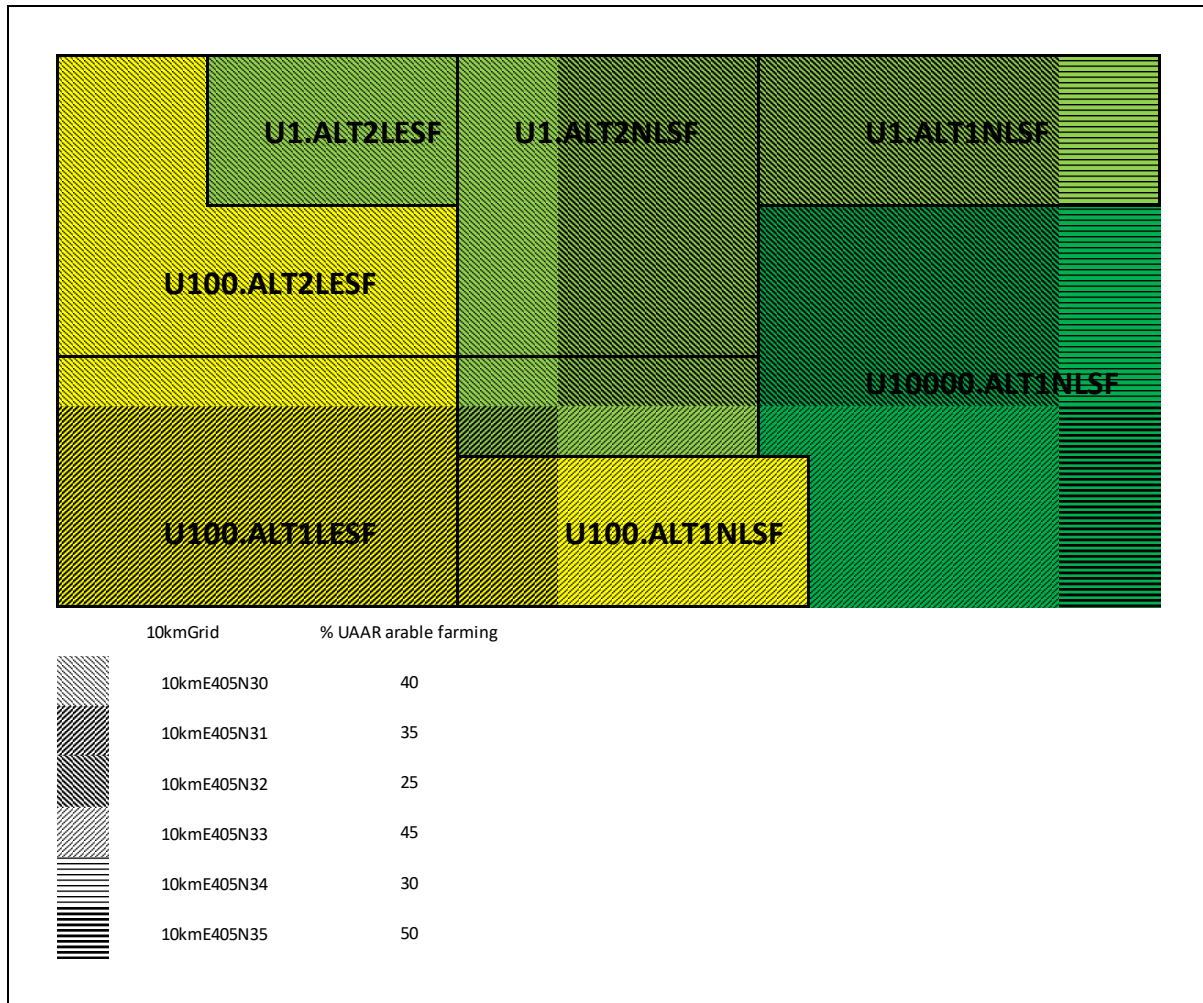 U1.ALT2LESF U1.ALT2NLSF U1.ALT1NLSF
U100.ALT2LESF
U10000.ALT1NLSF
U100.ALT1LESF U100.ALT1NLSF
10kmGrid % UAAR arable farming
10kmE405N30 40
10kmE405N31 35
10kmE405N32 25
10kmE405N33 45
10kmE405N34 30
10kmE405N35 50